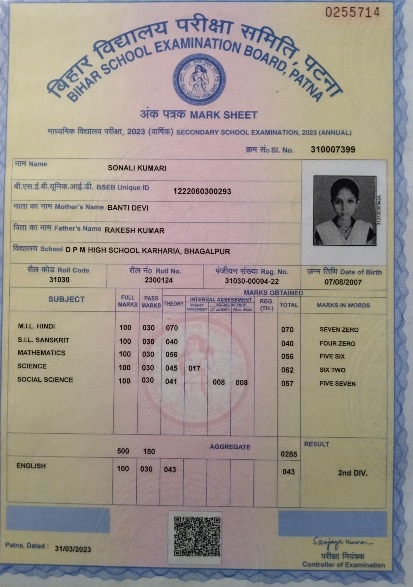 0255714
बिहार विद्यालय परीक्षा समिति, पटना
BIHAR SCHOOL EXAMINATION BOARD, PATNA
अंक पत्रक MARK SHEET
माध्यमिक विद्यालय परीक्षा, 2023 (वार्षिक) SECONDARY SCHOOL EXAMINATION, 2023 (ANNUAL)
क्रम सं० Sl. No. 310007399
नाम Name SONALI KUMARI
बी.एस.ई.बी.यूनिक.आई.डी. BSEB Unique ID 1222060300293
माता का नाम Mother's Name BANTI DEVI
पिता का नाम Father's Name RAKESH KUMAR
विद्यालय School D P M HIGH SCHOOL KARHARIA, BHAGALPUR
रौल कोड Roll Code रौल नं० Roll No. पंजीयन संख्या Reg. No. जन्म तिथि Date of Birth
31030 2300124 31030-00094-22 07/08/2007
MARKS OBTAINED
SUBJECT FULL MARKS PASS MARKS THEORY INTERNAL ASSESSMENT REG. (TH.) TOTAL MARKS IN WORDS
M.I.L. HINDI 100 030 070 070 SEVEN ZERO
S.I.L. SANSKRIT 100 030 040 040 FOUR ZERO
MATHEMATICS 100 030 056 056 FIVE SIX
SCIENCE 100 030 045 017 062 SIX TWO
SOCIAL SCIENCE 100 030 041 008 008 057 FIVE SEVEN
500 150 AGGREGATE 0285 RESULT
ENGLISH 100 030 043 043 2nd DIV.
Patna, Dated : 31/03/2023
Sanjay Kumar
परीक्षा नियंत्रक
Controller of Examination